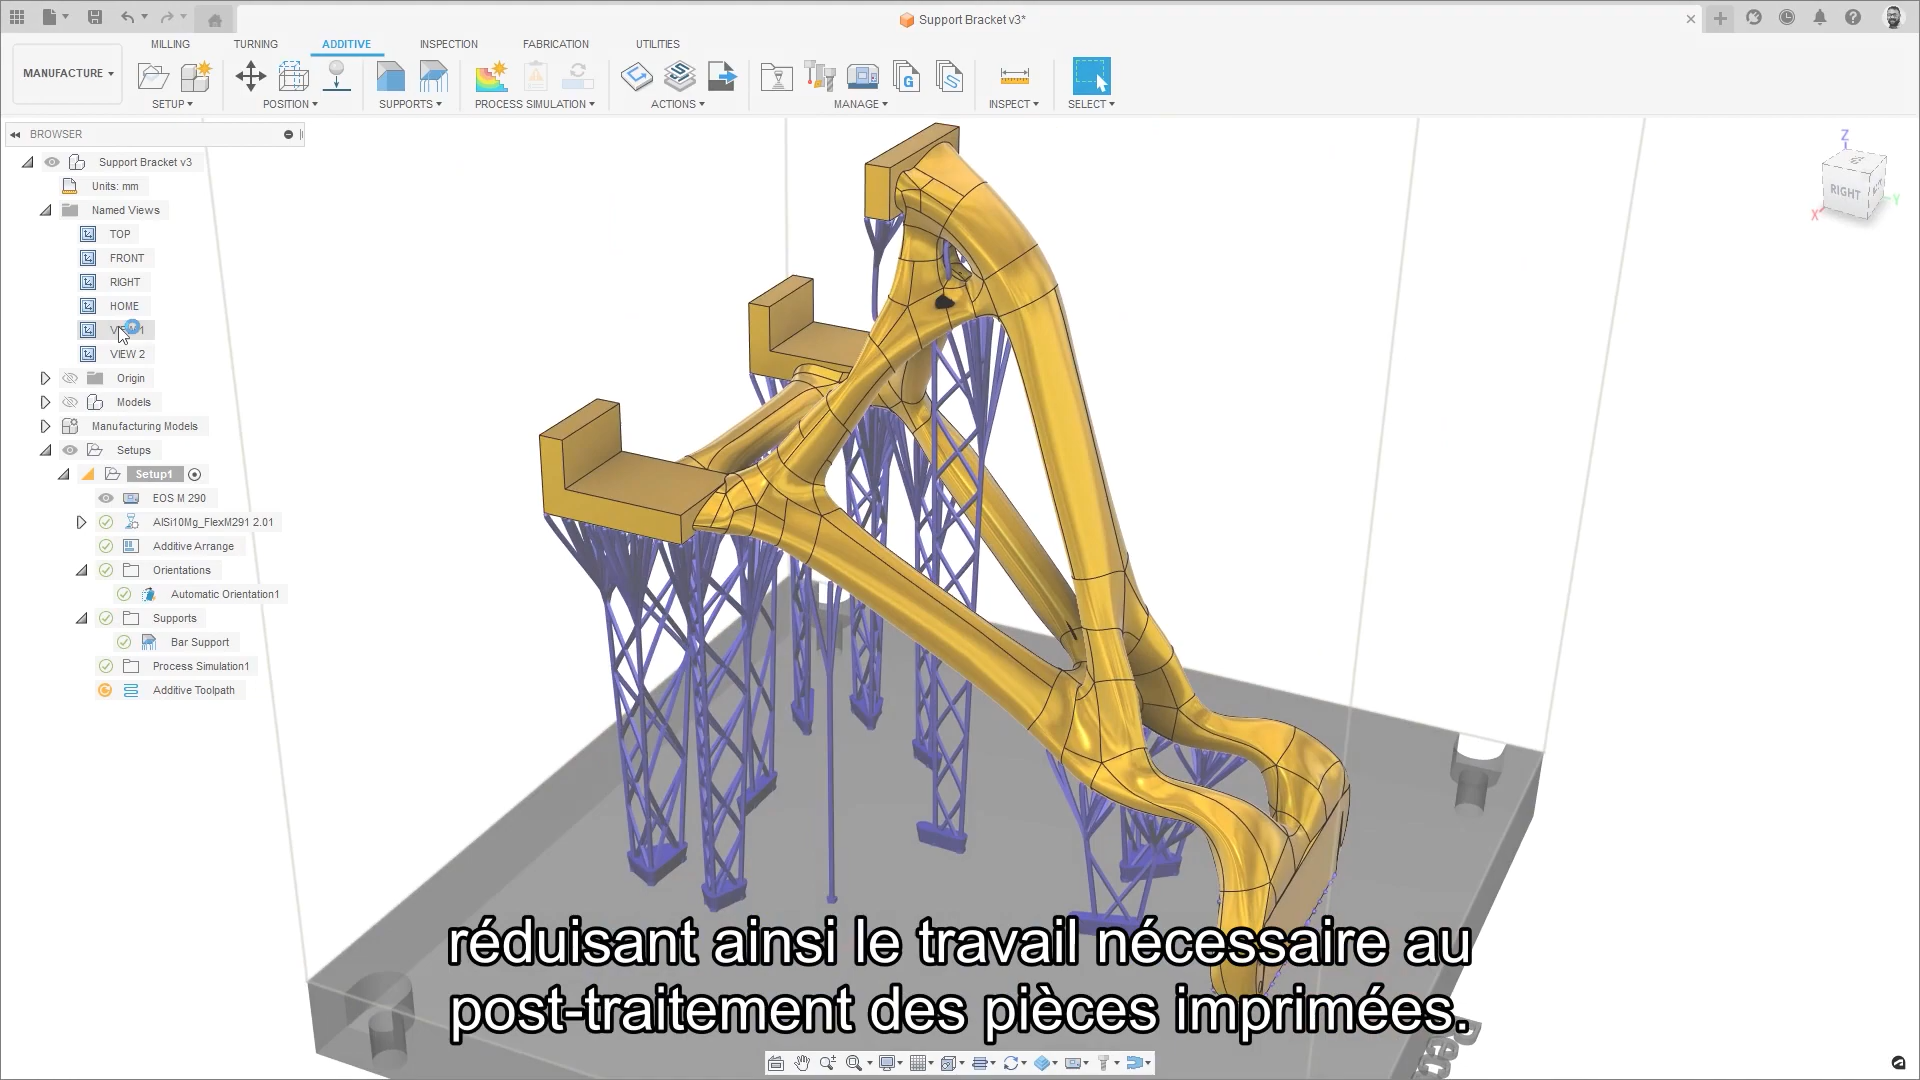 Support Bracket v3*
MANUFACTURE
MILLING
TURNING
ADDITIVE
INSPECTION
FABRICATION
UTILITIES
SETUP
POSITION
SUPPORTS
PROCESS SIMULATION
ACTIONS
MANAGE
INSPECT
SELECT
BROWSER
Support Bracket v3
Units: mm
Named Views
TOP
FRONT
RIGHT
HOME
VIEW 2
Origin
Models
Manufacturing Models
Setups
Setup1
EOS M 290
AlSi10Mg_FlexM291 2.01
Additive Arrange
Orientations
Automatic Orientation1
Supports
Bar Support
Process Simulation1
Additive Toolpath
Z
RIGHT
X
Y
G
réduisant ainsi le travail nécessaire au
post-traitement des pièces imprimées.